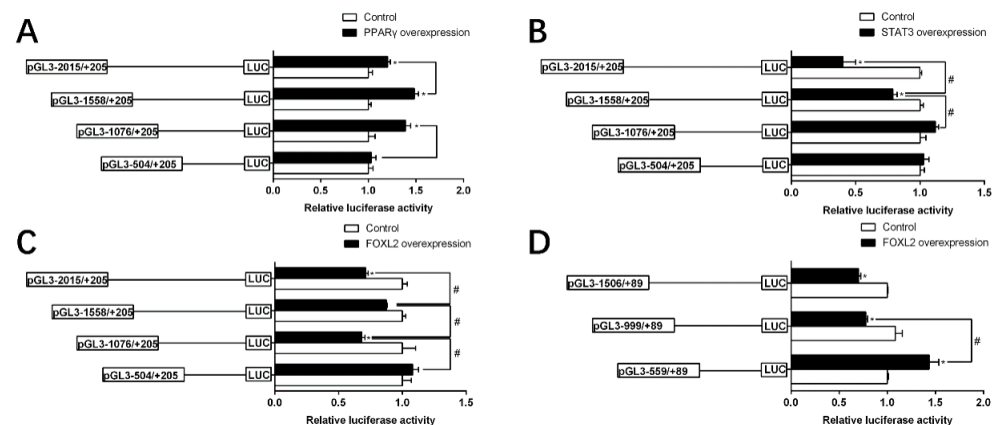 A
Control
PPARγ overexpression
pGL3-2015/+205
LUC
*
pGL3-1558/+205
LUC
*
pGL3-1076/+205
LUC
*
pGL3-504/+205
LUC
0.0 0.5 1.0 1.5 2.0
Relative luciferase activity
B
Control
STAT3 overexpression
pGL3-2015/+205
LUC
*
#
pGL3-1558/+205
LUC
*
#
pGL3-1076/+205
LUC
pGL3-504/+205
LUC
0.0 0.5 1.0 1.5
Relative luciferase activity
C
Control
FOXL2 overexpression
pGL3-2015/+205
LUC
*
#
pGL3-1558/+205
LUC
#
pGL3-1076/+205
LUC
*
#
pGL3-504/+205
LUC
0.0 0.5 1.0 1.5
Relative luciferase activity
D
Control
FOXL2 overexpression
pGL3-1506/+89
LUC
*
pGL3-999/+89
LUC
*
#
pGL3-559/+89
LUC
*
0.0 0.5 1.0 1.5 2.0
Relative luciferase activity